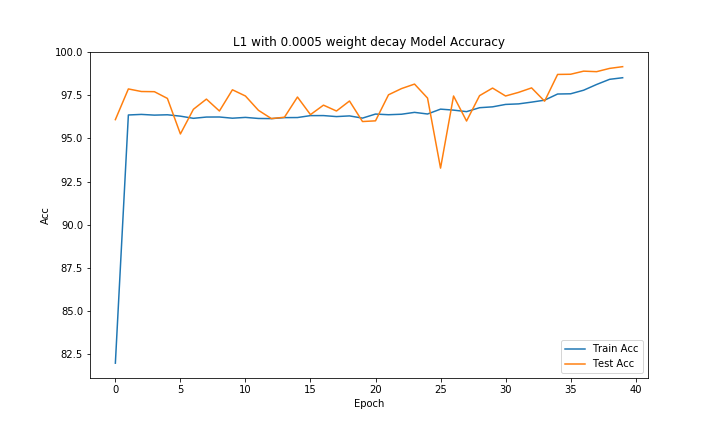 L1 with 0.0005 weight decay Model Accuracy
100.0
97.5
95.0
92.5
90.0
87.5
85.0
82.5
Acc
0 5 10 15 20 25 30 35 40
Epoch
Train Acc
Test Acc